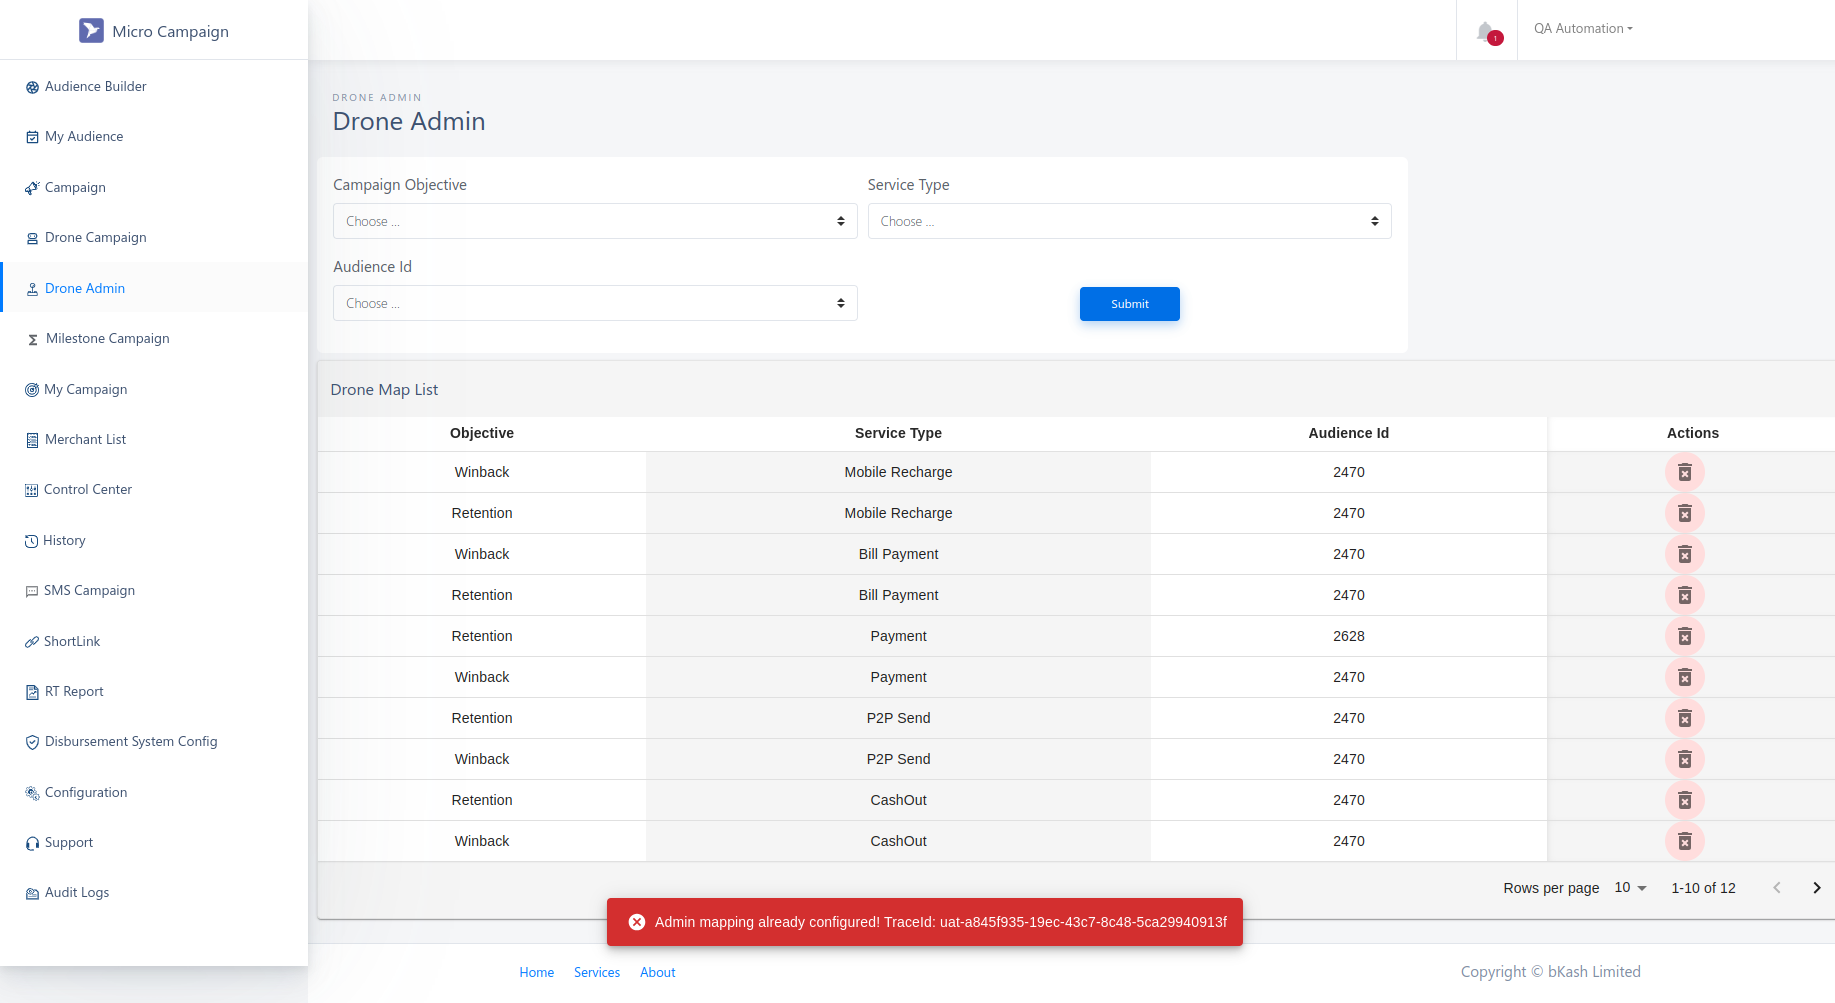 Micro Campaign
1
QA Automation
Audience Builder
My Audience
Campaign
Drone Campaign
Drone Admin
Milestone Campaign
My Campaign
Merchant List
Control Center
History
SMS Campaign
ShortLink
RT Report
Disbursement System Config
Configuration
Support
Audit Logs
DRONE ADMIN
Drone Admin
Campaign Objective Service Type
Choose ... Choose ...
Audience Id
Choose ... Submit
Drone Map List
Objective Service Type Audience Id Actions
Winback Mobile Recharge 2470
Retention Mobile Recharge 2470
Winback Bill Payment 2470
Retention Bill Payment 2470
Retention Payment 2628
Winback Payment 2470
Retention P2P Send 2470
Winback P2P Send 2470
Retention CashOut 2470
Winback CashOut 2470
Rows per page 10 1-10 of 12
Admin mapping already configured! TraceId: uat-a845f935-19ec-43c7-8c48-5ca29940913f
Home Services About Copyright © bKash Limited